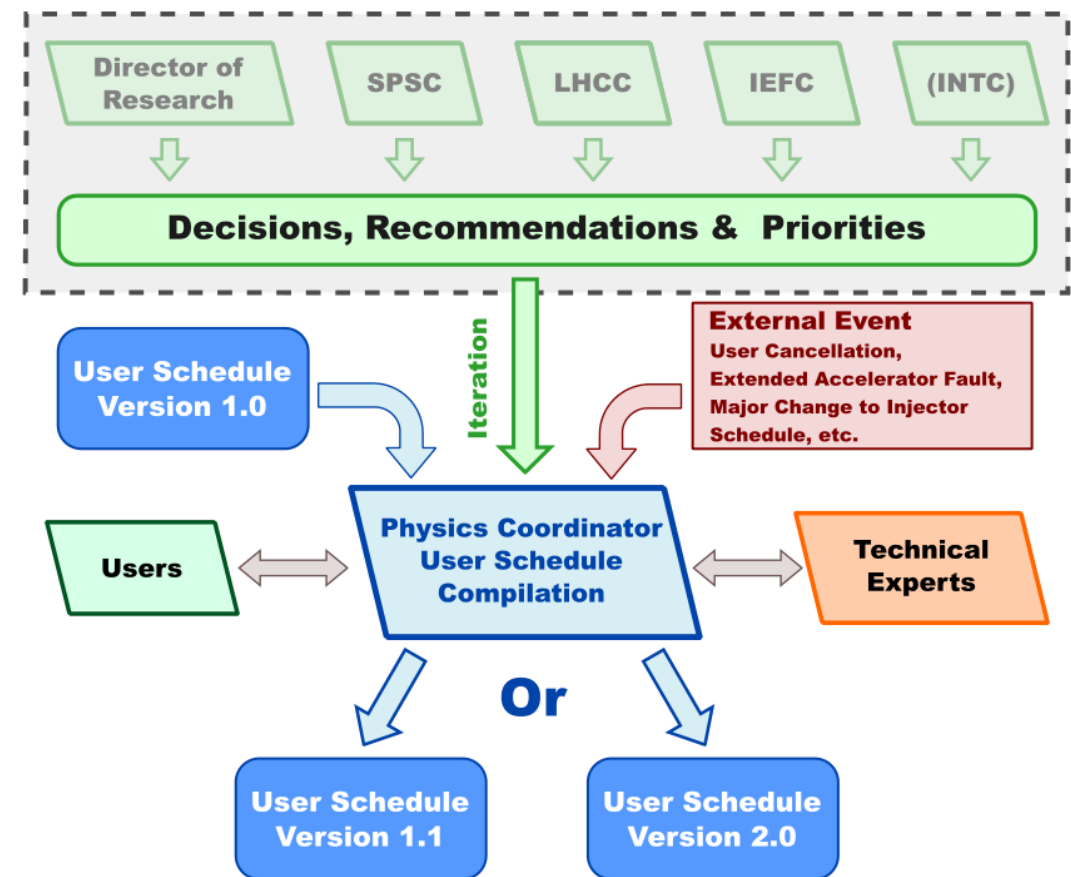 Director of
Research
SPSC
LHCC
IEFC
(INTC)
Decisions, Recommendations & Priorities
Iteration
User Schedule
Version 1.0
External Event
User Cancellation,
Extended Accelerator Fault,
Major Change to Injector
Schedule, etc.
Users
Physics Coordinator
User Schedule
Compilation
Technical
Experts
Or
User Schedule
Version 1.1
User Schedule
Version 2.0